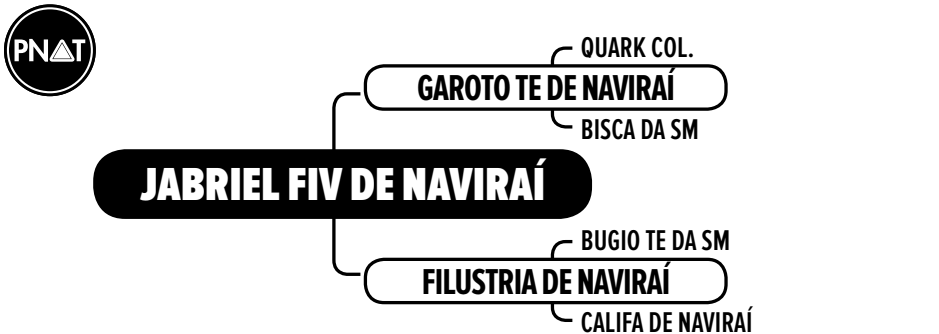 PNAT
QUARK COL.
GAROTO TE DE NAVIRAÍ
BISCA DA SM
JABRIEL FIV DE NAVIRAÍ
BUGIO TE DA SM
FILUSTRIA DE NAVIRAÍ
CALIFA DE NAVIRAÍ